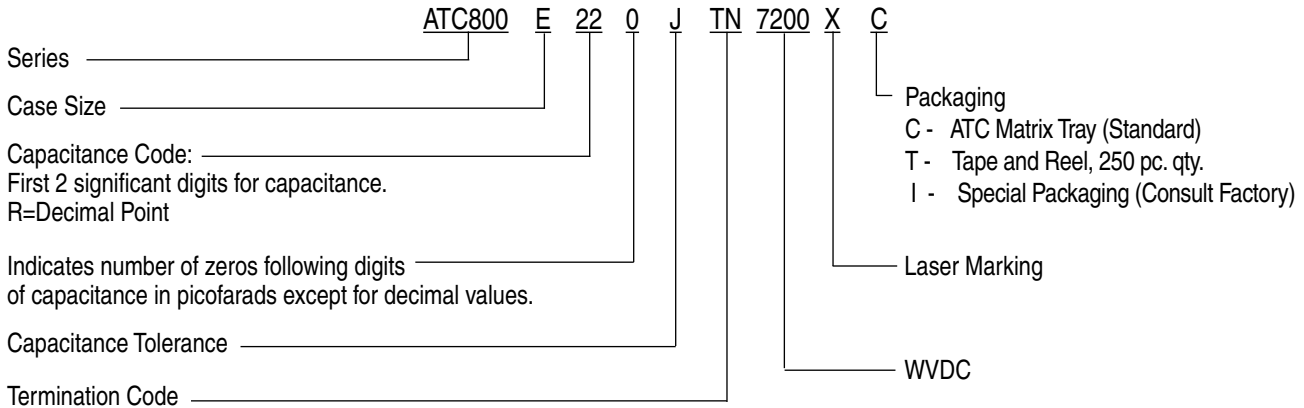 ATC800 E 22 0 J TN 7200 X C
Series
Case Size
Capacitance Code:
First 2 significant digits for capacitance.
R=Decimal Point
Indicates number of zeros following digits
of capacitance in picofarads except for decimal values.
Capacitance Tolerance
Termination Code
Packaging
C - ATC Matrix Tray (Standard)
T - Tape and Reel, 250 pc. qty.
I - Special Packaging (Consult Factory)
Laser Marking
WVDC